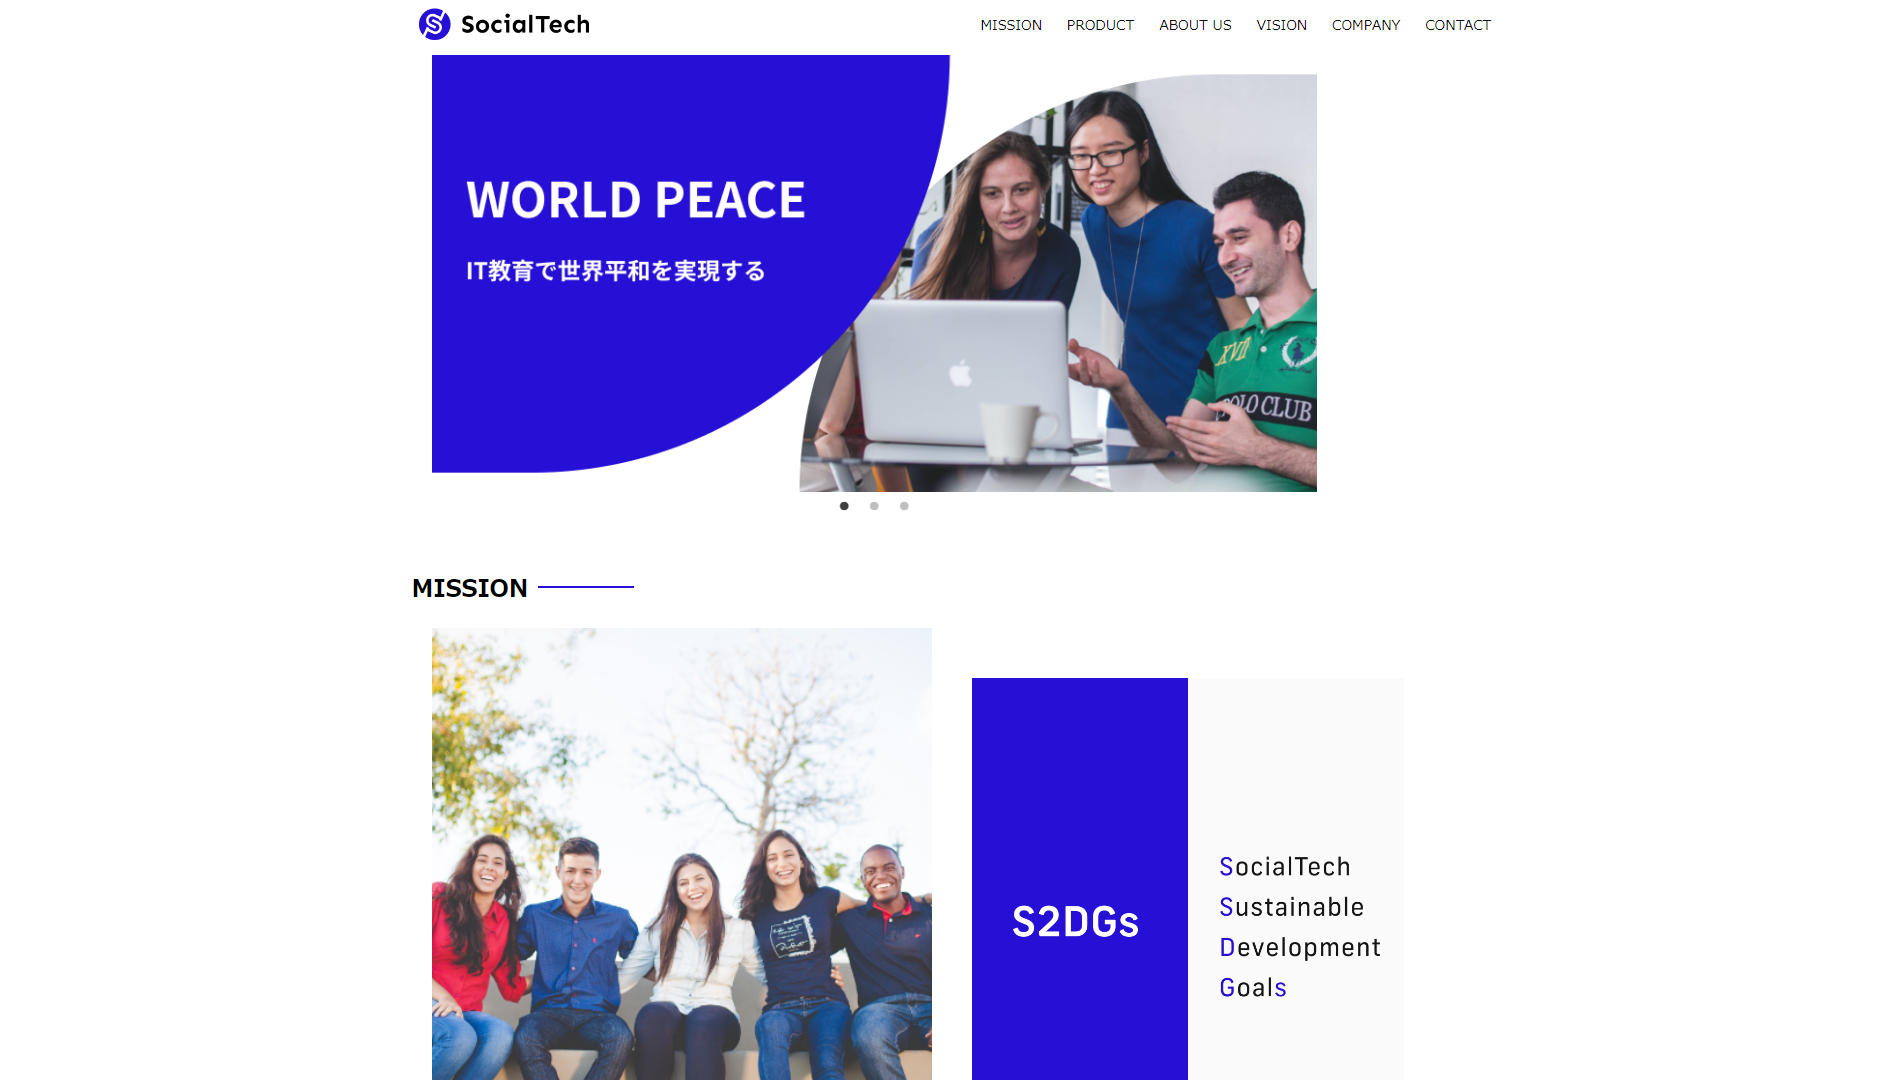 SocialTech
MISSION PRODUCT ABOUT US VISION COMPANY CONTACT
WORLD PEACE
IT教育で世界平和を実現する
XVII
POLO CLUB
MISSION
S2DGs
SocialTech
Sustainable
Development
Goals